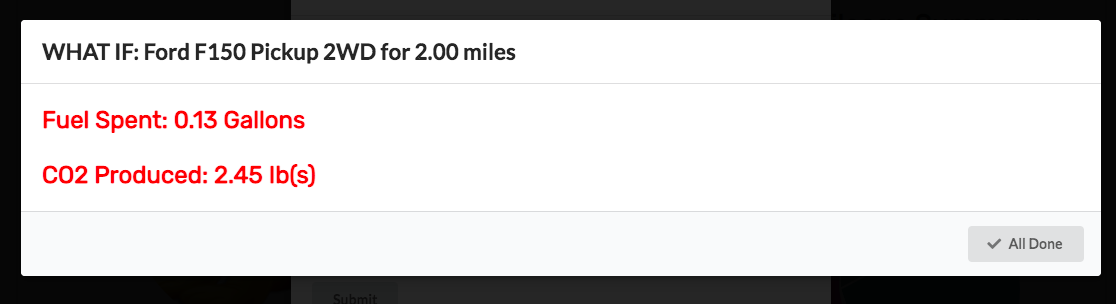 WHAT IF: Ford F150 Pickup 2WD for 2.00 miles
Fuel Spent: 0.13 Gallons
CO2 Produced: 2.45 lb(s)
All Done
Submit